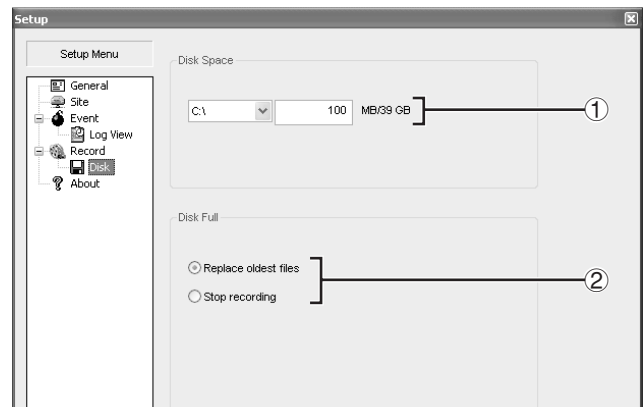 Setup
Setup Menu
General
Site
Event
Log View
Record
Disk
About
Disk Space
C:\ 100 MB/39 GB
①
Disk Full
Replace oldest files
Stop recording
②